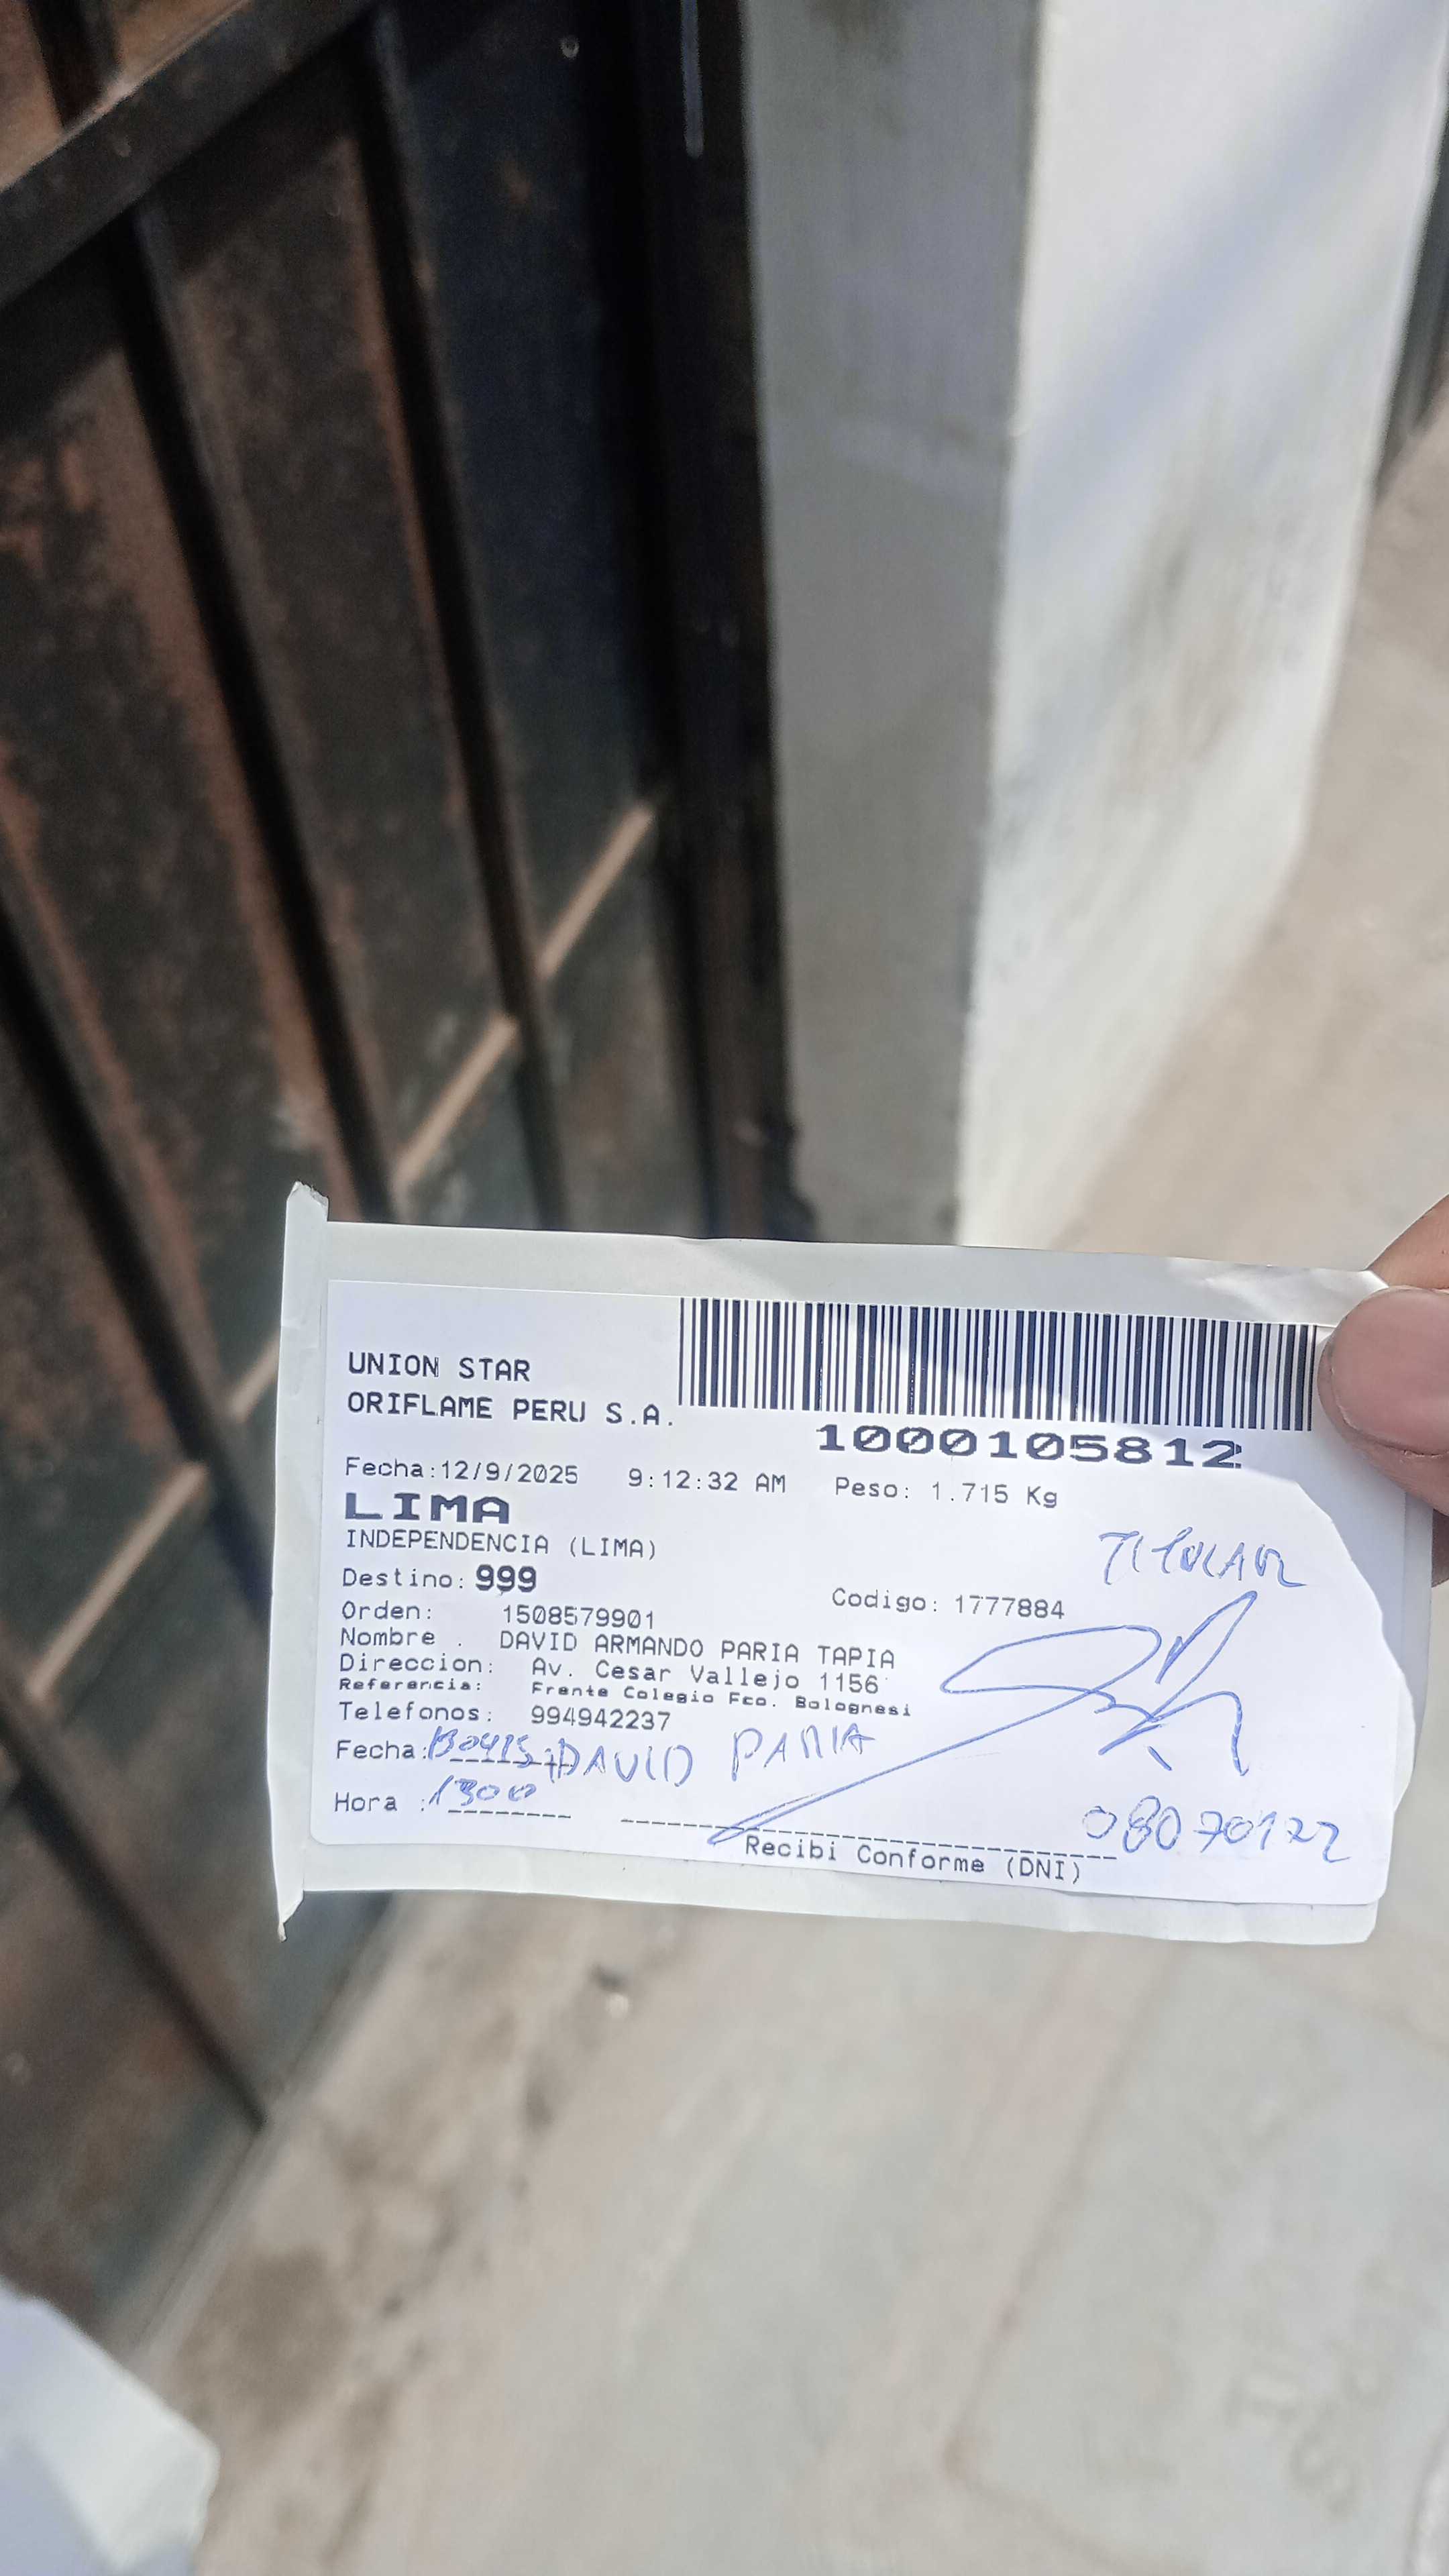 UNION STAR
ORIFLAME PERU S.A.
1000105812
Fecha:12/9/2025 9:12:32 AM Peso: 1.715 Kg
LIMA
INDEPENDENCIA (LIMA)
TITULAR
Destino: 999
Codigo: 1777884
Orden: 1508579901
Nombre . DAVID ARMANDO PARIA TAPIA
Direccion: Av. Cesar Vallejo 1156
Referencia: Frente Colegio Fco. Bolognesi
Telefonos: 994942237
Fecha: DAVID PARIA
Hora : 1300
08070122
Recibi Conforme (DNI)